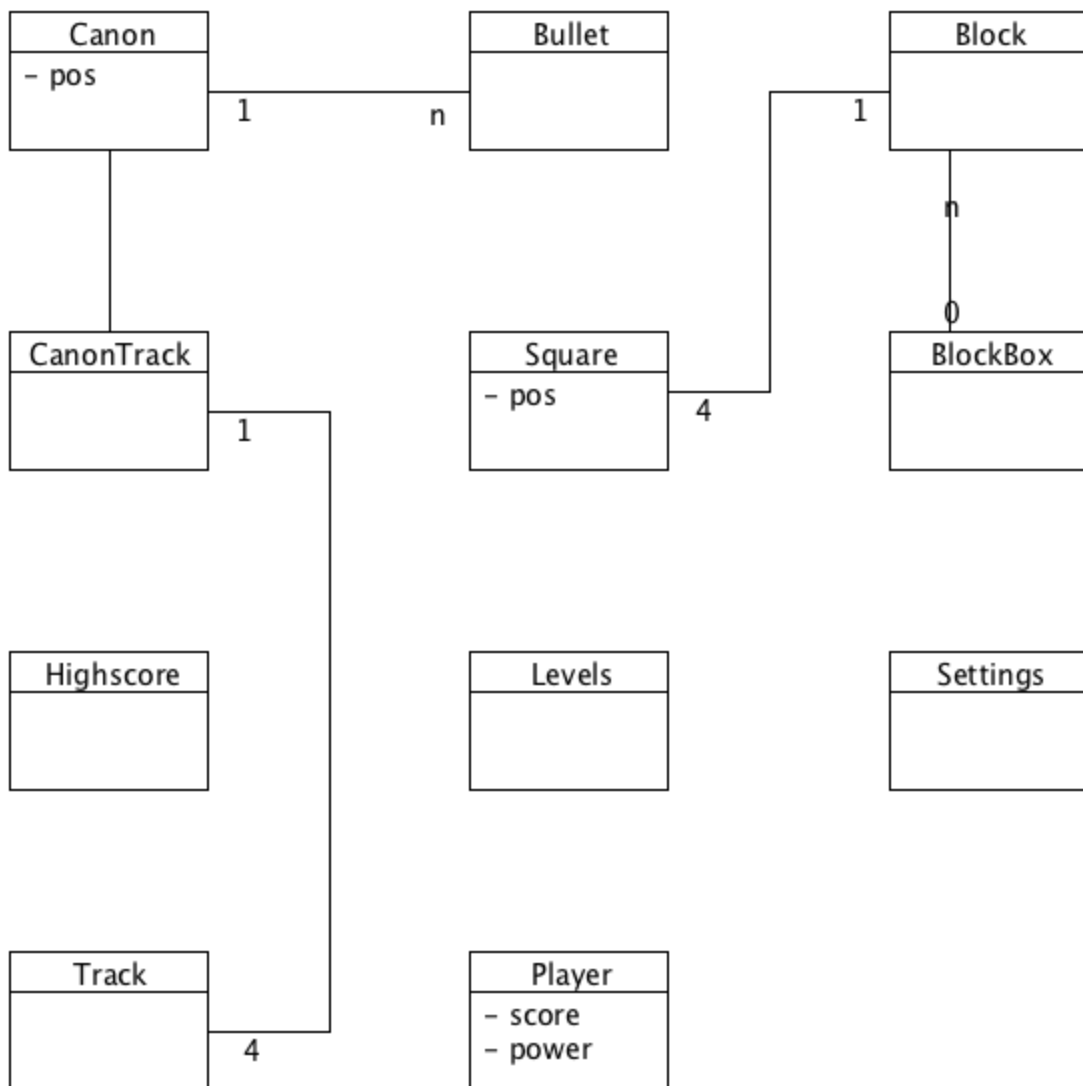 Canon
– pos
1
n
Bullet
Block
1
n
0
CanonTrack
1
Square
– pos
4
BlockBox
Highscore
Levels
Settings
Track
4
Player
– score
– power